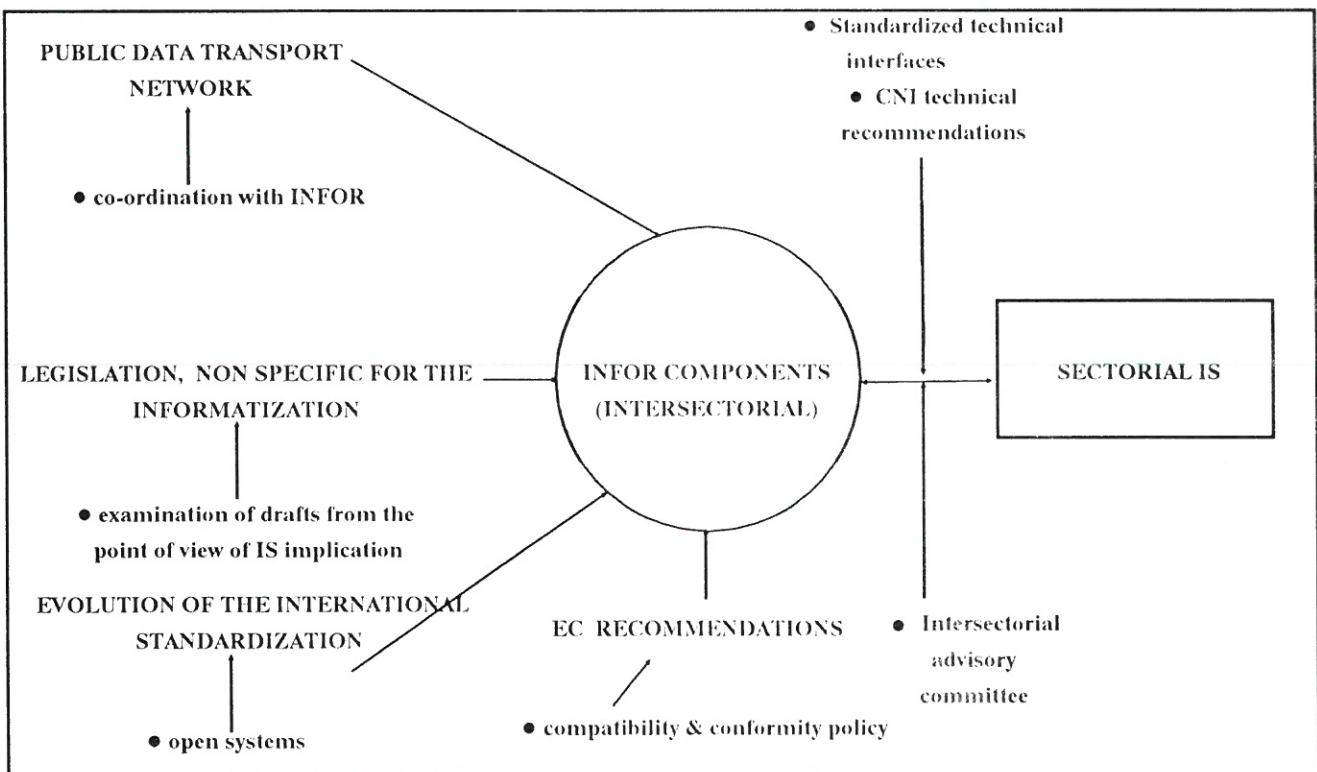 PUBLIC DATA TRANSPORT
NETWORK
● co-ordination with INFOR
● Standardized technical
interfaces
● CNI technical
recommendations
LEGISLATION, NON SPECIFIC FOR THE
INFORMATIZATION
● examination of drafts from the
point of view of IS implication
INFOR COMPONENTS
(INTERSECTORIAL)
SECTORIAL IS
EVOLUTION OF THE INTERNATIONAL
STANDARDIZATION
● open systems
EC RECOMMENDATIONS
● compatibility & conformity policy
● Intersectorial
advisory
committee